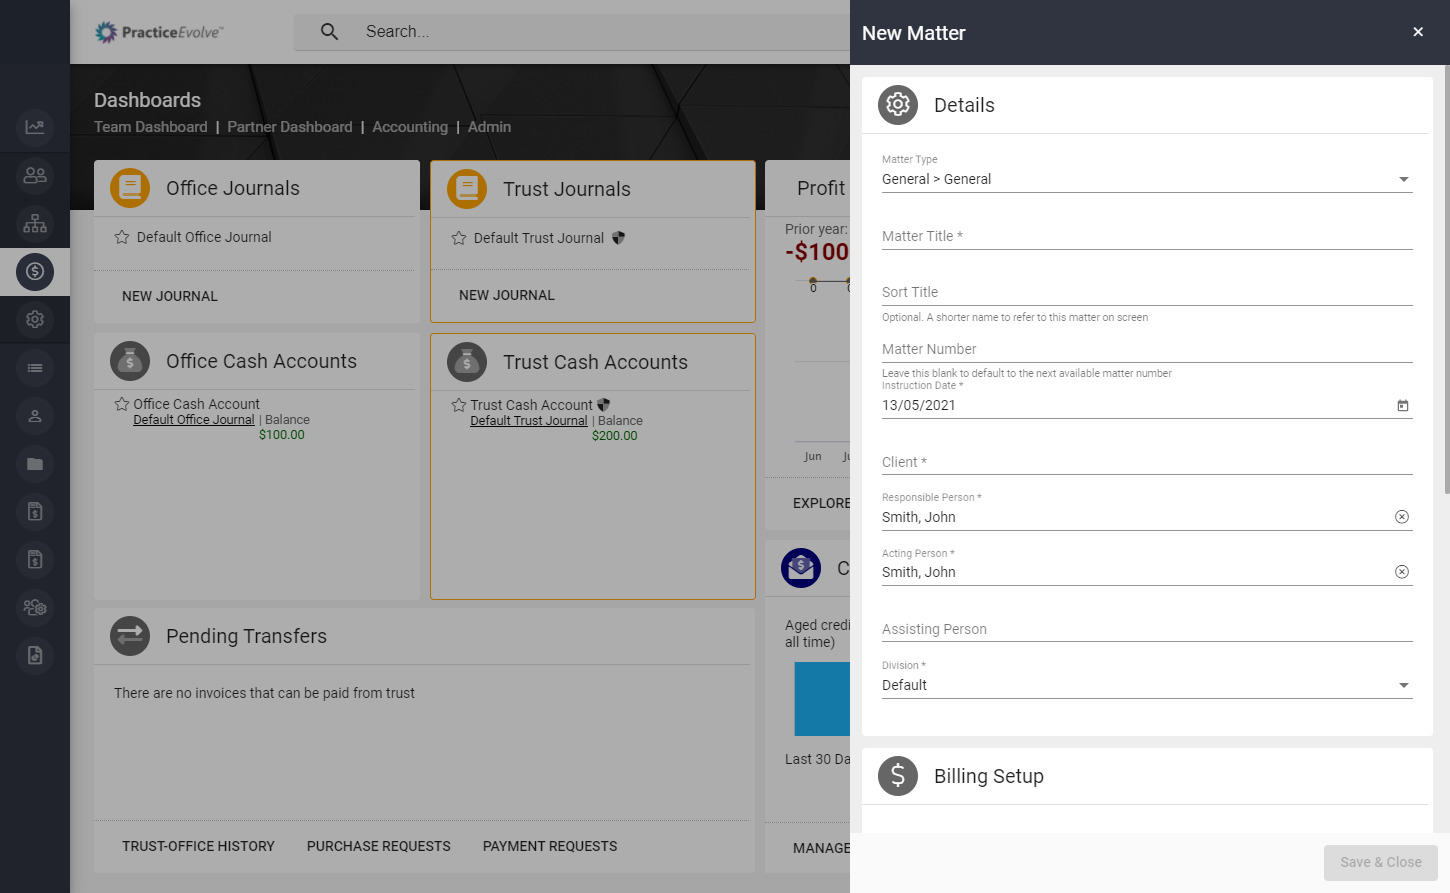 PracticeEvolve™
Search...
Dashboards
Team Dashboard | Partner Dashboard | Accounting | Admin
Office Journals
Default Office Journal
NEW JOURNAL
Trust Journals
Default Trust Journal
NEW JOURNAL
Profit
Prior year:
-$100
0
Jun
EXPLORE
Office Cash Accounts
Office Cash Account
Default Office Journal | Balance
$100.00
Trust Cash Accounts
Trust Cash Account
Default Trust Journal | Balance
$200.00
Pending Transfers
There are no invoices that can be paid from trust
TRUST-OFFICE HISTORY PURCHASE REQUESTS PAYMENT REQUESTS
C
Aged credi
all time)
Last 30 Da
MANAGE
New Matter
Details
Matter Type
General > General
Matter Title *
Sort Title
Optional. A shorter name to refer to this matter on screen
Matter Number
Leave this blank to default to the next available matter number
Instruction Date *
13/05/2021
Client *
Responsible Person *
Smith, John
Acting Person *
Smith, John
Assisting Person
Division *
Default
Billing Setup
Save & Close